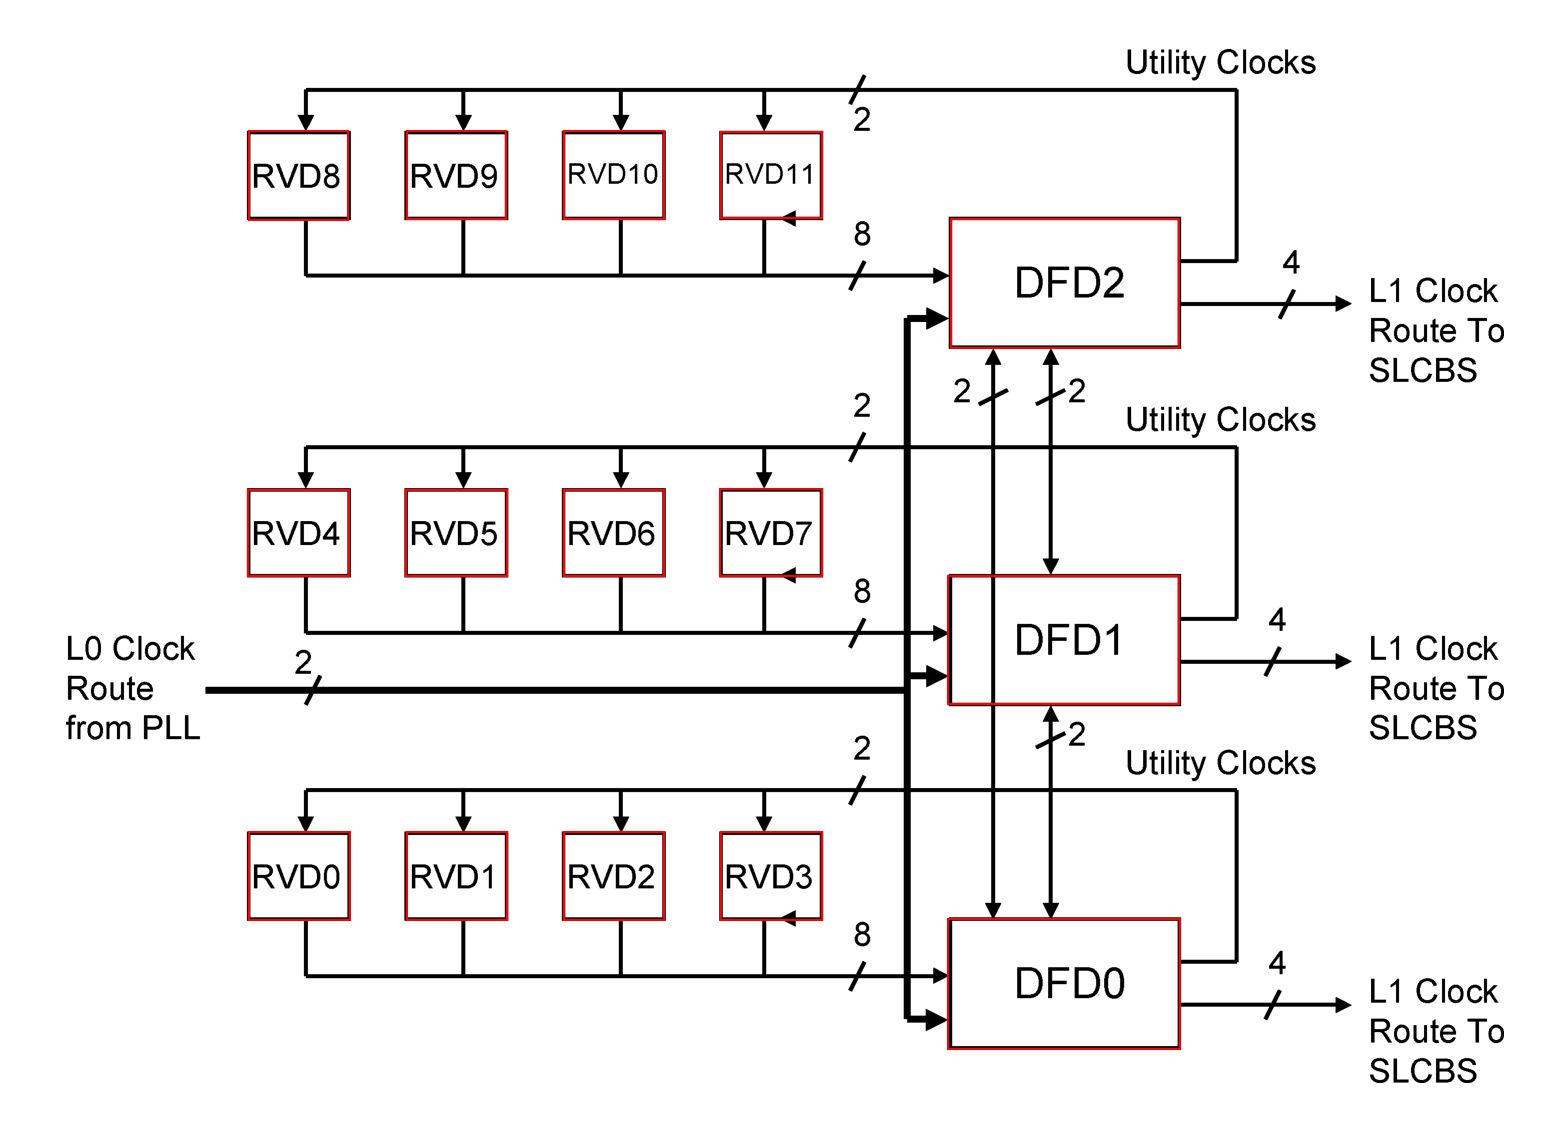 Utility Clocks
2
RVD8 RVD9 RVD10 RVD11
8
DFD2
4
L1 Clock
Route To
SLCBS
2 2
2
Utility Clocks
RVD4 RVD5 RVD6 RVD7
8
DFD1
4
L1 Clock
Route To
SLCBS
L0 Clock
Route
from PLL
2
2
2
Utility Clocks
RVD0 RVD1 RVD2 RVD3
8
DFD0
4
L1 Clock
Route To
SLCBS